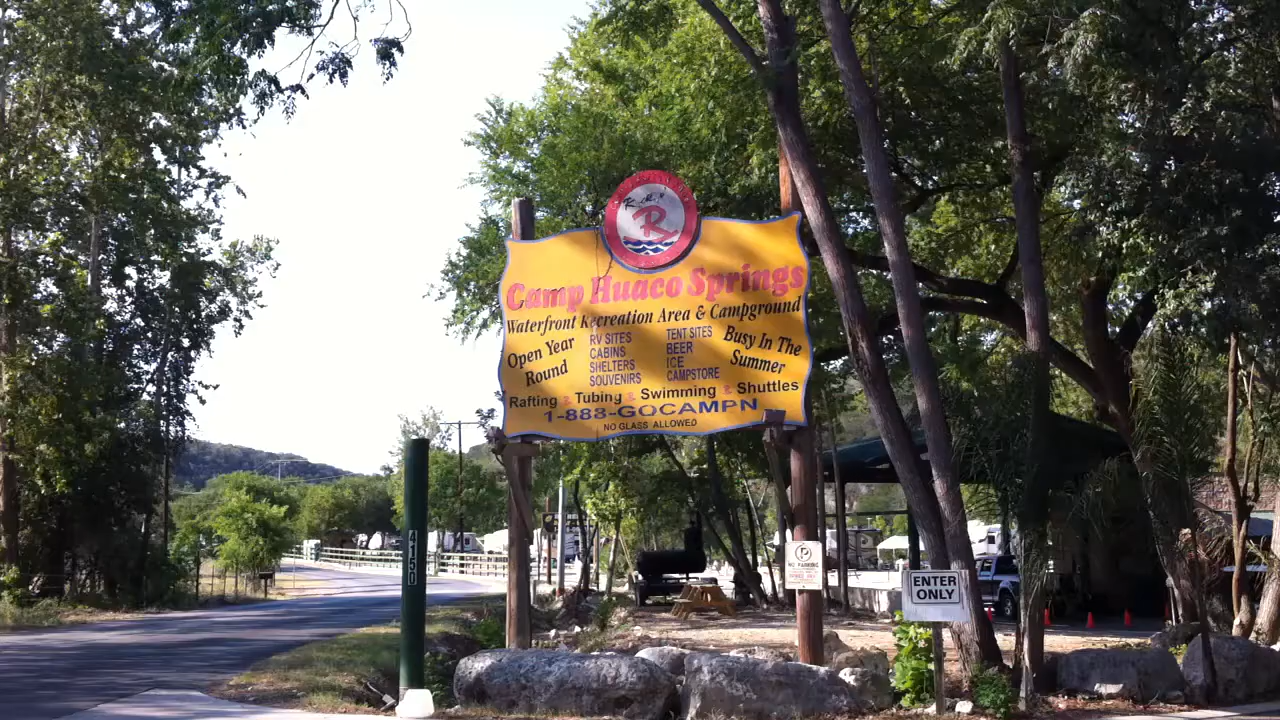 R
Camp Huaco Springs
Waterfront Recreation Area & Campground
Open Year
Round
RV SITES
CABINS
SHELTERS
SOUVENIRS
TENT SITES
BEER
ICE
CAMPSTORE
Busy In The
Summer
Rafting & Tubing & Swimming & Shuttles
1-883-GOCAMPN
NO GLASS ALLOWED
4150
P
NO PARKING
ENTER
ONLY